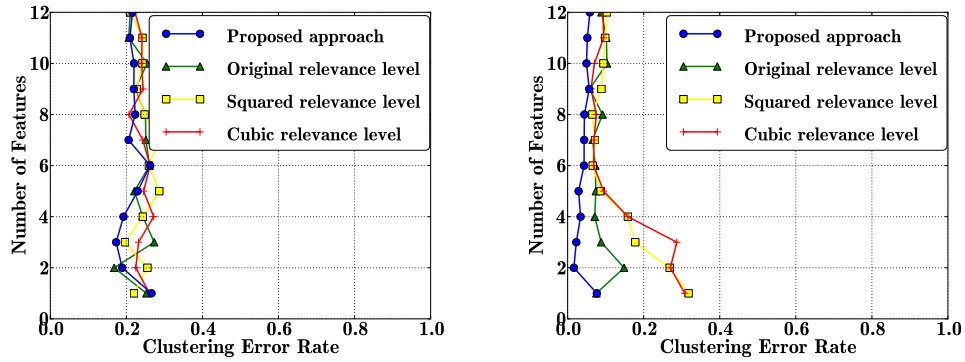 12
10
8
6
4
2
0
Number of Features
0.0 0.2 0.4 0.6 0.8 1.0
Clustering Error Rate
Proposed approach
Original relevance level
Squared relevance level
Cubic relevance level
12
10
8
6
4
2
0
Number of Features
0.0 0.2 0.4 0.6 0.8 1.0
Clustering Error Rate
Proposed approach
Original relevance level
Squared relevance level
Cubic relevance level